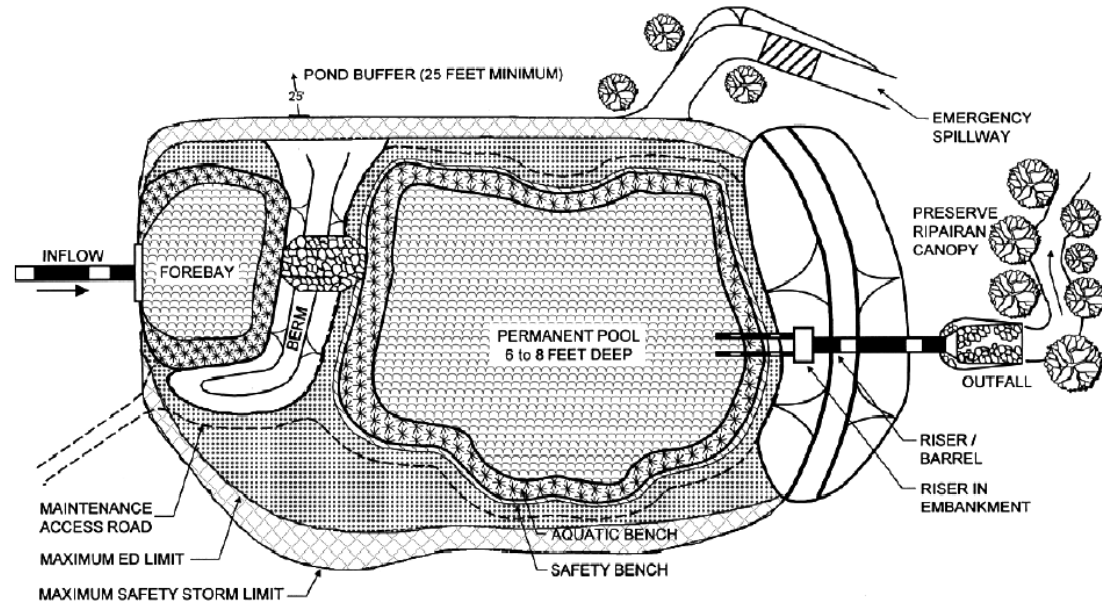 POND BUFFER (25 FEET MINIMUM)
25'
EMERGENCY
SPILLWAY
PRESERVE
RIPAIRAN
CANOPY
INFLOW
FOREBAY
BERM
PERMANENT POOL
6 to 8 FEET DEEP
OUTFALL
RISER /
BARREL
RISER IN
EMBANKMENT
MAINTENANCE
ACCESS ROAD
AQUATIC BENCH
MAXIMUM ED LIMIT
SAFETY BENCH
MAXIMUM SAFETY STORM LIMIT